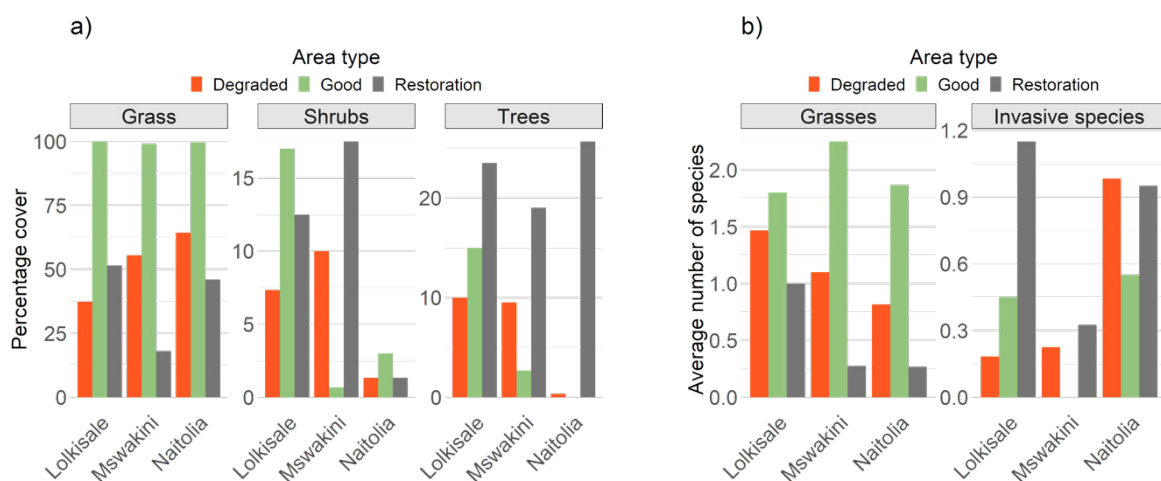 a)
Area type
Degraded Good Restoration
Grass Shrubs Trees
Percentage cover
100
75
50
25
0
15
10
5
0
20
10
0
Lolkisale Mswakini Naitolia
Lolkisale Mswakini Naitolia
Lolkisale Mswakini Naitolia
b)
Area type
Degraded Good Restoration
Grasses Invasive species
Average number of species
2.0
1.5
1.0
0.5
0.0
1.2
0.9
0.6
0.3
0.0
Lolkisale Mswakini Naitolia
Lolkisale Mswakini Naitolia